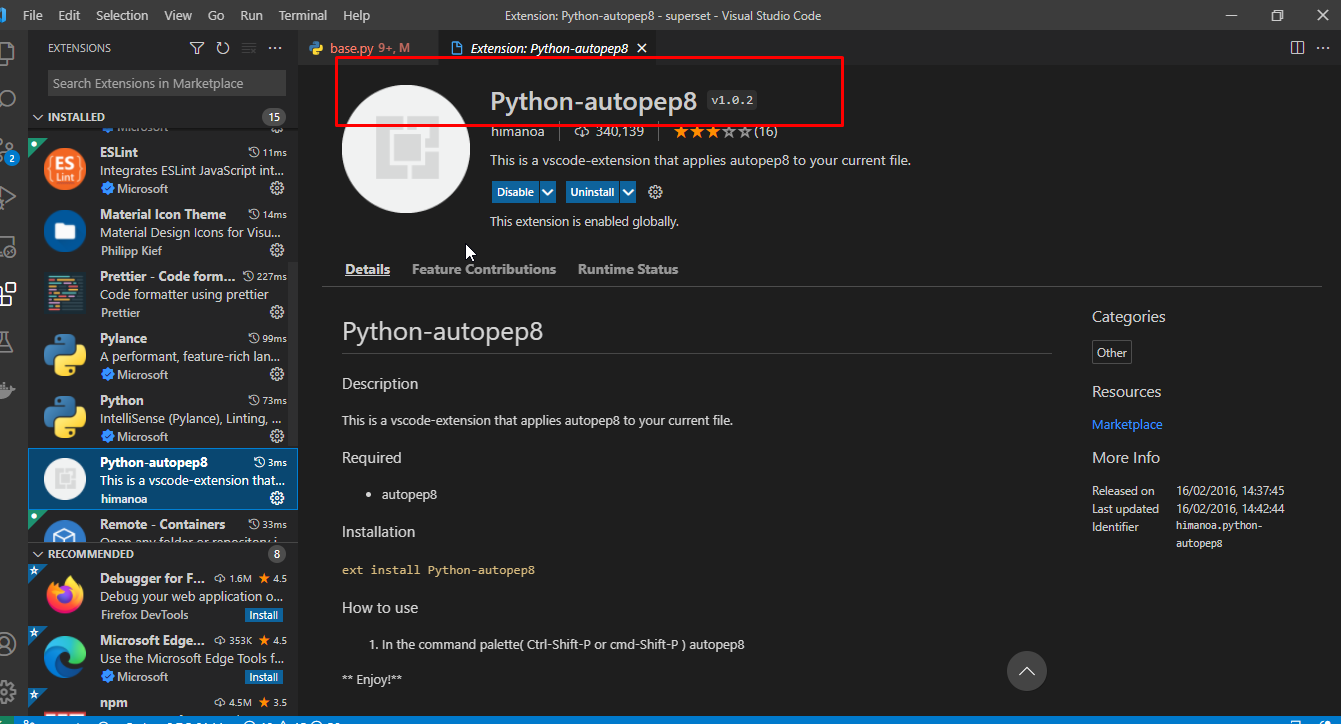 File Edit Selection View Go Run Terminal Help
Extension: Python-autopep8 - superset - Visual Studio Code
EXTENSIONS
base.py 9+, M
Extension: Python-autopep8
Search Extensions in Marketplace
INSTALLED 15
Microsoft
ESLint 11ms
Integrates ESLint JavaScript int...
Microsoft
Material Icon Theme 14ms
Material Design Icons for Visu...
Philipp Kief
Prettier - Code form... 227ms
Code formatter using prettier
Prettier
Pylance 99ms
A performant, feature-rich lan...
Microsoft
Python 73ms
IntelliSense (Pylance), Linting, ...
Microsoft
Python-autopep8 3ms
This is a vscode-extension that...
himanoa
Remote - Containers 33ms
RECOMMENDED 8
Debugger for F... 1.6M 4.5
Debug your web application o...
Firefox DevTools Install
Microsoft Edge... 353K 4.5
Use the Microsoft Edge Tools f...
Microsoft Install
npm 4.5M 3.5
ES
Lint
2
Python-autopep8 v1.0.2
himanoa 340,139 (16)
This is a vscode-extension that applies autopep8 to your current file.
Disable Uninstall
This extension is enabled globally.
Details Feature Contributions Runtime Status
Python-autopep8
Description
This is a vscode-extension that applies autopep8 to your current file.
Required
autopep8
Installation
ext install Python-autopep8
How to use
1. In the command palette( Ctrl-Shift-P or cmd-Shift-P ) autopep8
** Enjoy!**
Categories
Other
Resources
Marketplace
More Info
Released on 16/02/2016, 14:37:45
Last updated 16/02/2016, 14:42:44
Identifier himanoa.python-
autopep8